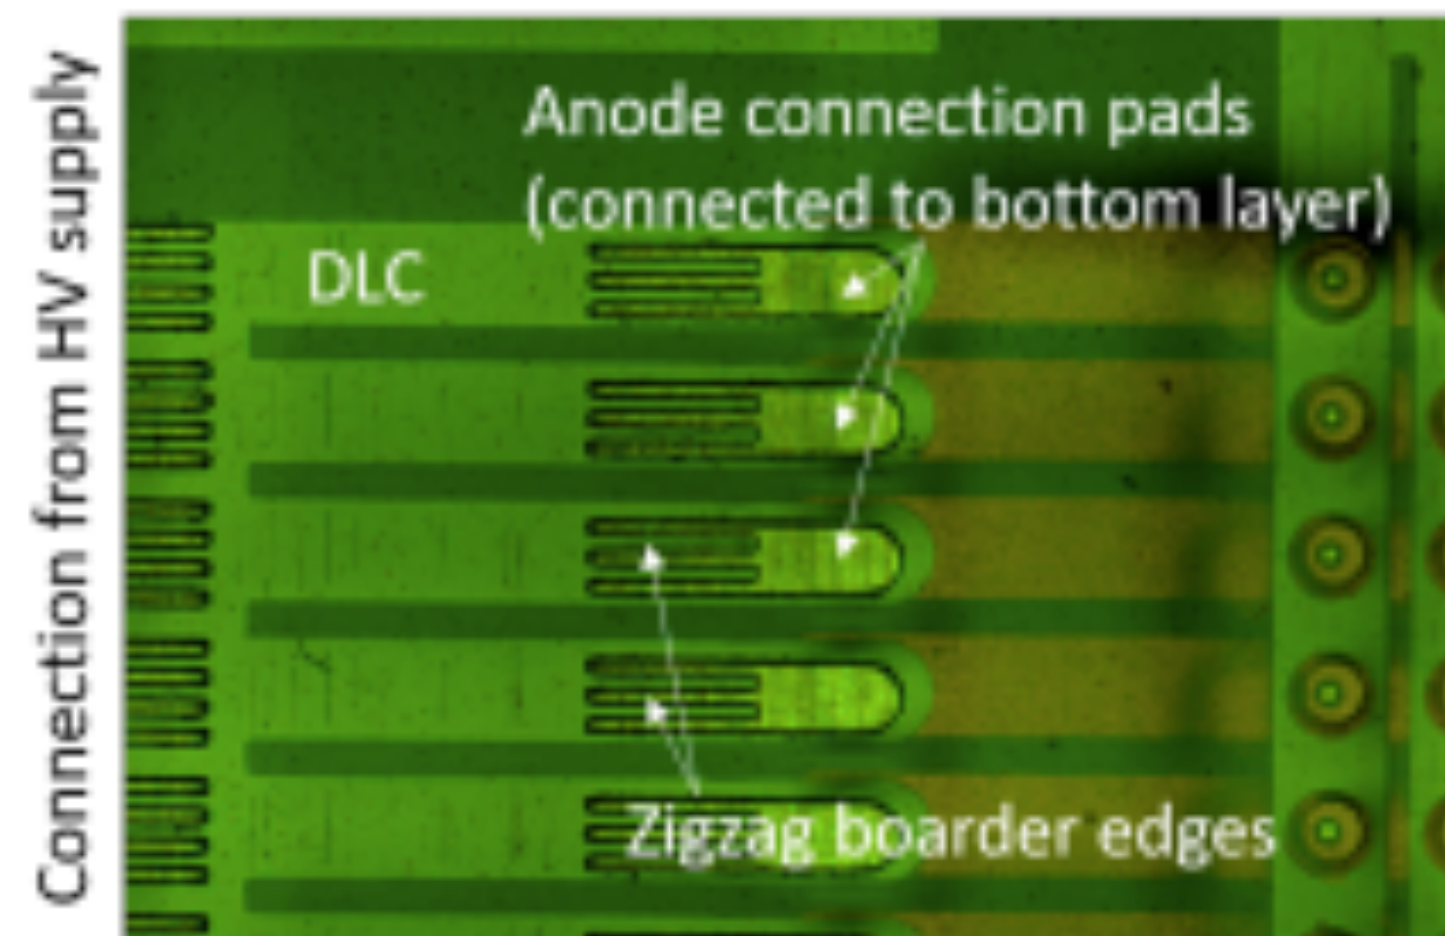 Connection from HV supply
Anode connection pads
(connected to bottom layer)
DLC
Zigzag boarder edges